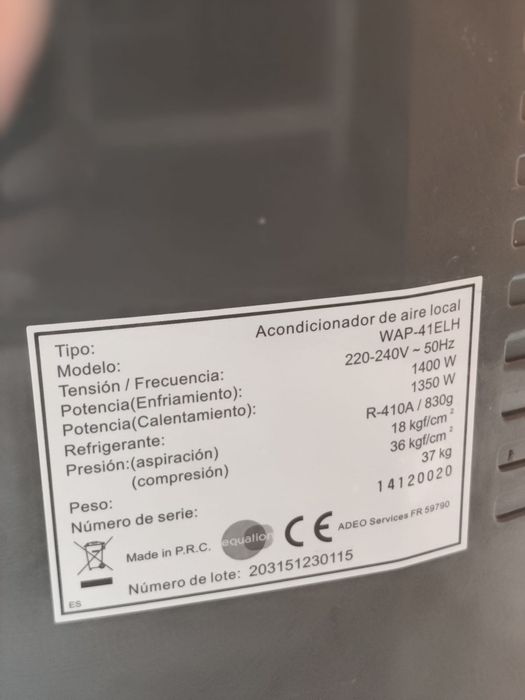 Tipo: Acondicionador de aire local
Modelo: WAP-41ELH
Tensión / Frecuencia: 220-240V ~ 50Hz
Potencia(Enfriamiento): 1400 W
Potencia(Calentamiento): 1350 W
Refrigerante: R-410A / 830g
Presión:(aspiración) 18 kgf/cm²
(compresión) 36 kgf/cm²
Peso: 37 kg
Número de serie: 14120020
Made in P.R.C. equation CE ADEO Services FR 59790
Número de lote: 203151230115
ES